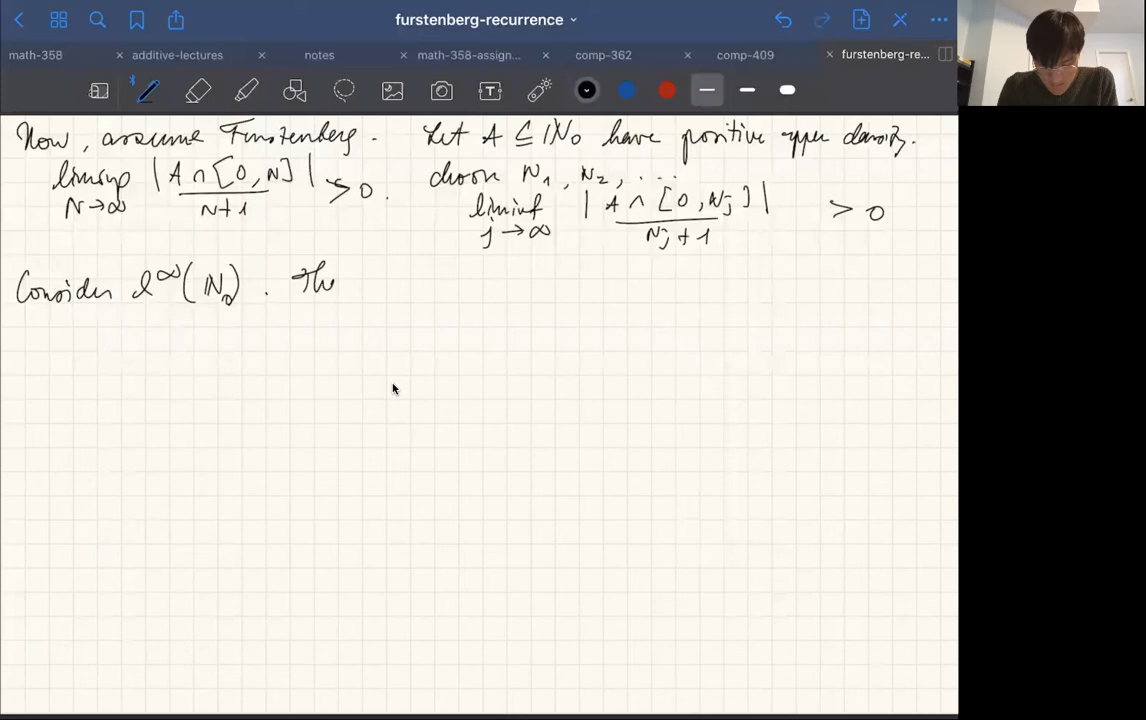 furstenberg-recurrence
math-358
additive-lectures
notes
math-358-assign...
comp-362
comp-409
furstenberg-re...
Now, assume Furstenberg. Let A ⊆ ℕ₀ have positive upper density.
limsup N→∞ |A ∩ [0, N]| / N+1 > 0. choose N₁, N₂, ...
liminf j→∞ |A ∩ [0, Nⱼ]| / Nⱼ + 1 > 0
Consider l^∞(ℕ₀). The